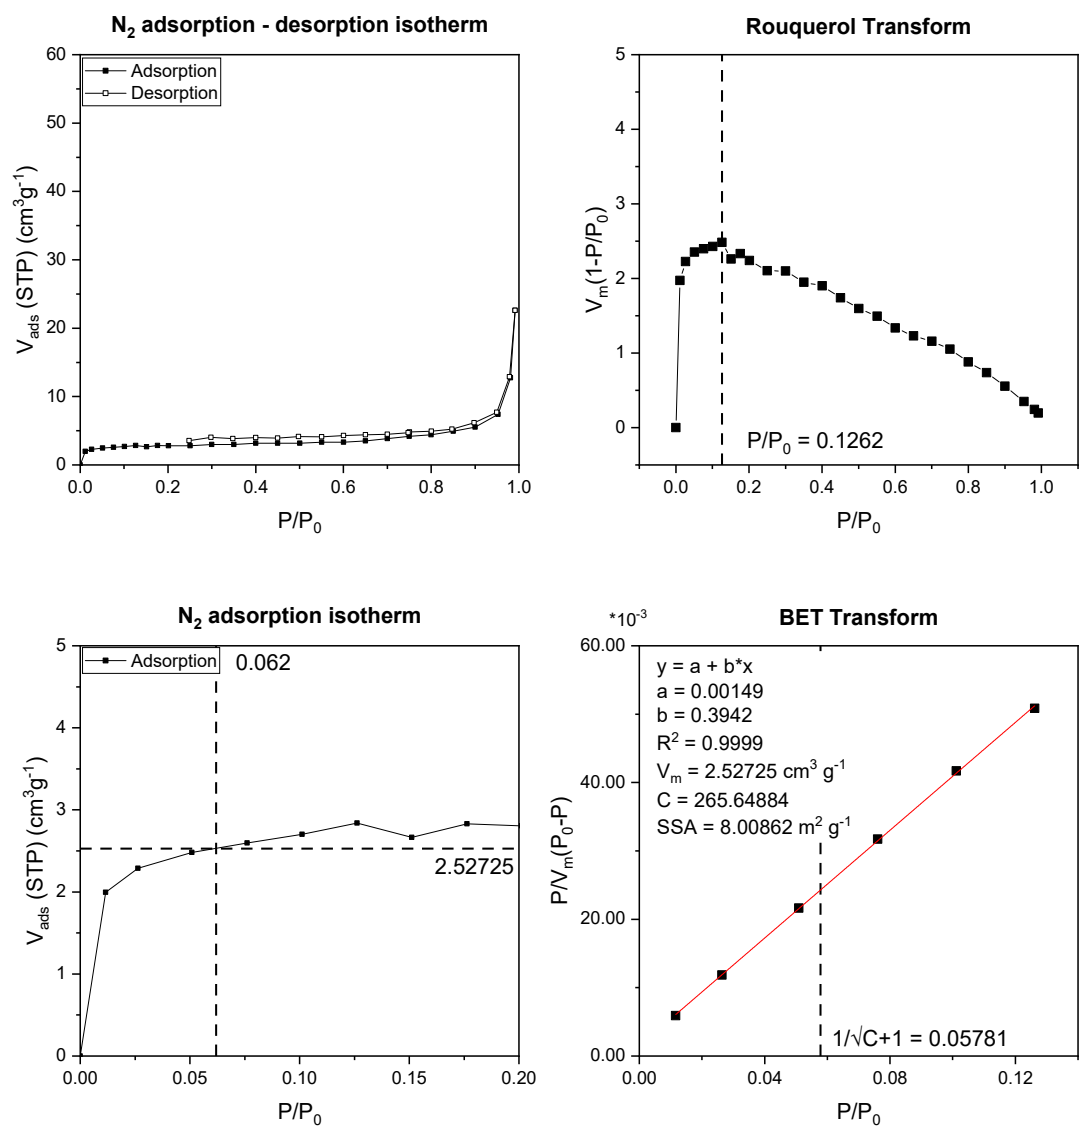 N₂ adsorption - desorption isotherm
60
50
40
30
20
10
0
Adsorption
Desorption
V_ads (STP) (cm³g⁻¹)
0.0 0.2 0.4 0.6 0.8 1.0
P/P₀
Rouquerol Transform
5
4
3
2
1
0
V_m(1-P/P₀)
P/P₀ = 0.1262
0.0 0.2 0.4 0.6 0.8 1.0
P/P₀
N₂ adsorption isotherm
5
4
3
2
1
0
Adsorption
0.062
2.52725
V_ads (STP) (cm³g⁻¹)
0.00 0.05 0.10 0.15 0.20
P/P₀
*10⁻³
BET Transform
60.00
40.00
20.00
0.00
y = a + b*x
a = 0.00149
b = 0.3942
R² = 0.9999
V_m = 2.52725 cm³ g⁻¹
C = 265.64884
SSA = 8.00862 m² g⁻¹
P/V_m(P₀-P)
1/√C+1 = 0.05781
0.00 0.04 0.08 0.12
P/P₀